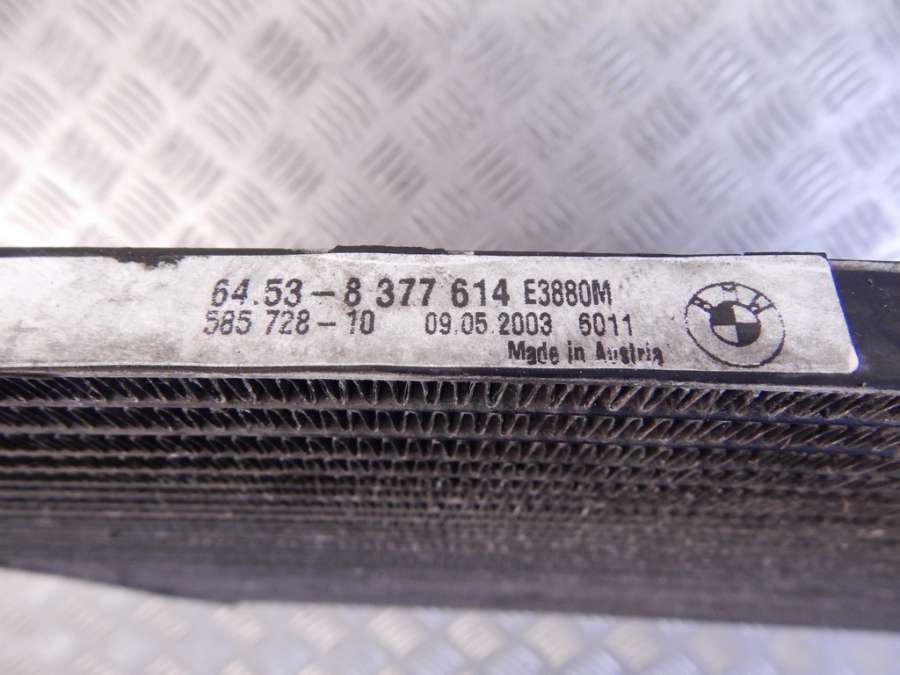 64.53-8 377 614 E3880M
585 728-10 09.05.2003 6011
Made in Austria